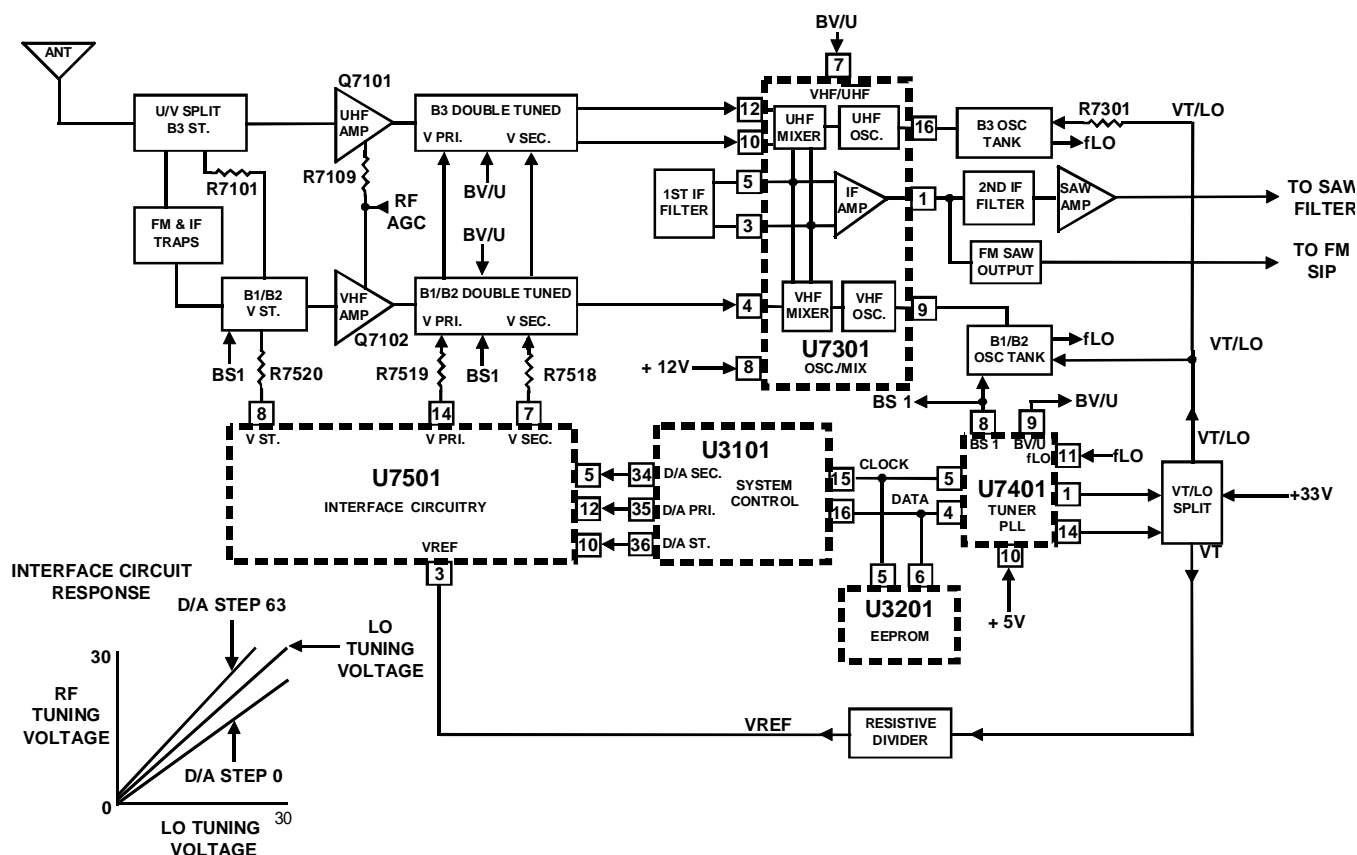 ANT
U/V SPLIT
B3 ST.
R7101
FM & IF
TRAPS
B1/B2
V ST.
BS1
R7520
Q7101
UHF
AMP
R7109
RF
AGC
VHF
AMP
Q7102
B3 DOUBLE TUNED
V PRI.
V SEC.
BV/U
BV/U
B1/B2 DOUBLE TUNED
V PRI.
V SEC.
R7519
BS1
R7518
BV/U
7
VHF/UHF
12
10
UHF
MIXER
UHF
OSC.
16
1ST IF
FILTER
5
3
IF
AMP
1
4
VHF
MIXER
VHF
OSC.
9
U7301
OSC./MIX
+ 12V
8
B3 OSC
TANK
R7301
VT/LO
fLO
2ND IF
FILTER
SAW
AMP
TO SAW
FILTER
FM SAW
OUTPUT
TO FM
SIP
B1/B2
OSC TANK
fLO
VT/LO
BS 1
BV/U
8
V ST.
14
V PRI.
7
V SEC.
U7501
INTERFACE CIRCUITRY
5
12
10
VREF
3
34
35
36
U3101
D/A SEC.
SYSTEM
CONTROL
D/A PRI.
D/A ST.
15
16
CLOCK
DATA
5
4
8
9
BS 1
BV/U
fLO
11
fLO
U7401
TUNER
PLL
1
14
10
+ 5V
VT/LO
VT/LO
SPLIT
+33V
VT
5
6
U3201
EEPROM
INTERFACE CIRCUIT
RESPONSE
D/A STEP 63
LO
TUNING
VOLTAGE
30
RF
TUNING
VOLTAGE
D/A STEP 0
0
30
LO TUNING
VOLTAGE
VREF
RESISTIVE
DIVIDER